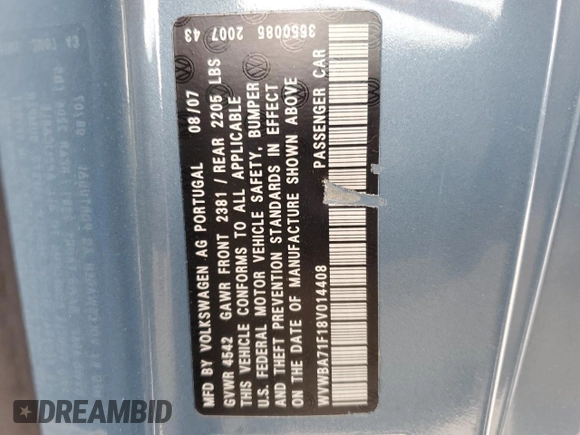 MFD BY VOLKSWAGEN AG PORTUGAL 08/07
GVWR 4542 GAWR FRONT 2381 / REAR 2205 LBS
THIS VEHICLE CONFORMS TO ALL APPLICABLE
U.S. FEDERAL MOTOR VEHICLE SAFETY, BUMPER
AND THEFT PREVENTION STANDARDS IN EFFECT
ON THE DATE OF MANUFACTURE SHOWN ABOVE
WVWBA71F18V014408 PASSENGER CAR
3850085 2007 43
DREAMBID